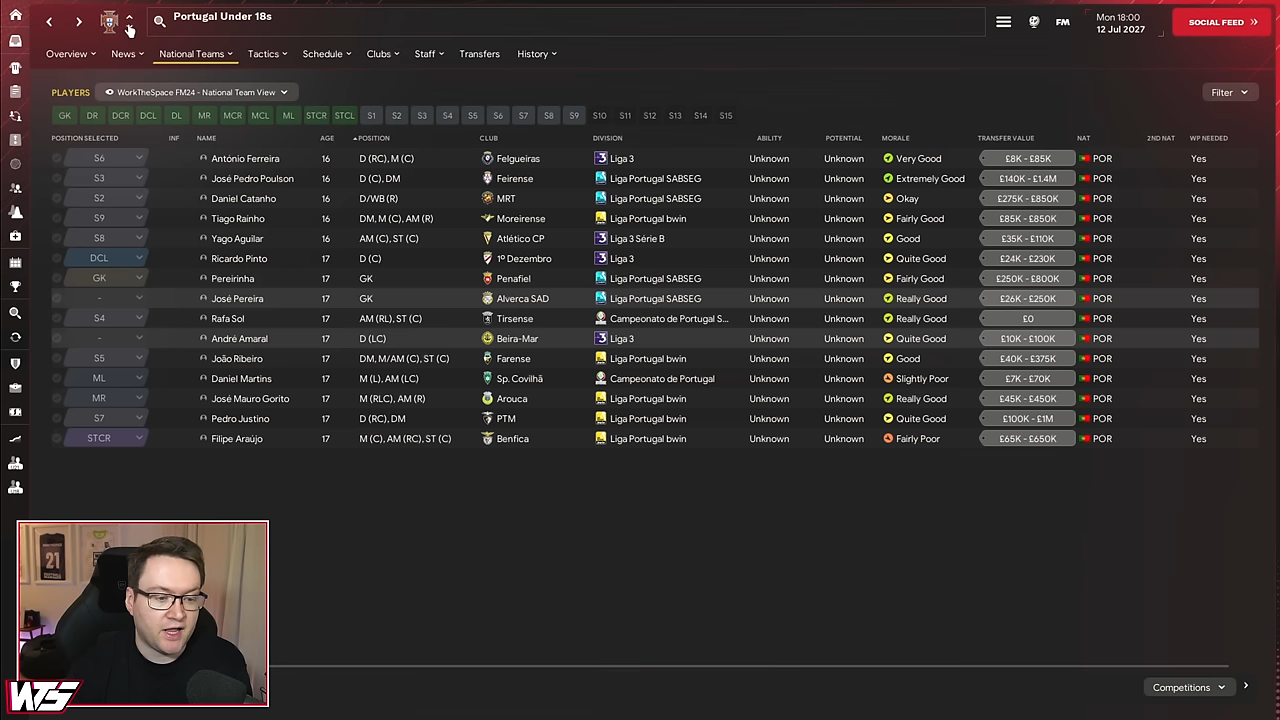 Portugal Under 18s
FM
Mon 18:00
12 Jul 2027
SOCIAL FEED
Overview News National Teams Tactics Schedule Clubs Staff Transfers History
PLAYERS WorkTheSpace FM24 - National Team View Filter
GK DR DCR DCL DL MR MCR MCL ML STCR STCL S1 S2 S3 S4 S5 S6 S7 S8 S9 S10 S11 S12 S13 S14 S15
POSITION SELECTED INF NAME AGE POSITION CLUB DIVISION ABILITY POTENTIAL MORALE TRANSFER VALUE NAT 2ND NAT WP NEEDED
S6 António Ferreira 16 D (RC), M (C) Felgueiras 3 Liga 3 Unknown Unknown Very Good £8K - £85K POR Yes
S3 José Pedro Poulson 16 D (C), DM Feirense Liga Portugal SABSEG Unknown Unknown Extremely Good £140K - £1.4M POR Yes
S2 Daniel Catanho 16 D/WB (R) MRT Liga Portugal SABSEG Unknown Unknown Okay £275K - £850K POR Yes
S9 Tiago Rainho 16 DM, M (C), AM (R) Moreirense Liga Portugal bwin Unknown Unknown Fairly Good £85K - £850K POR Yes
S8 Yago Aguilar 16 AM (C), ST (C) Atlético CP 3 Liga 3 Série B Unknown Unknown Good £35K - £110K POR Yes
DCL Ricardo Pinto 17 D (C) 1º Dezembro 3 Liga 3 Unknown Unknown Quite Good £24K - £230K POR Yes
GK Pereirinha 17 GK Penafiel Liga Portugal SABSEG Unknown Unknown Fairly Good £250K - £800K POR Yes
- José Pereira 17 GK Alverca SAD Liga Portugal SABSEG Unknown Unknown Really Good £26K - £250K POR Yes
S4 Rafa Sol 17 AM (RL), ST (C) Tirsense Campeonato de Portugal S... Unknown Unknown Really Good £0 POR Yes
- André Amaral 17 D (LC) Beira-Mar 3 Liga 3 Unknown Unknown Quite Good £10K - £100K POR Yes
S5 João Ribeiro 17 DM, M/AM (C), ST (C) Farense Liga Portugal bwin Unknown Unknown Good £40K - £375K POR Yes
ML Daniel Martins 17 M (L), AM (LC) Sp. Covilhã Campeonato de Portugal Unknown Unknown Slightly Poor £7K - £70K POR Yes
MR José Mauro Gorito 17 M (RLC), AM (R) Arouca Liga Portugal bwin Unknown Unknown Really Good £45K - £450K POR Yes
S7 Pedro Justino 17 D (RC), DM PTM Liga Portugal bwin Unknown Unknown Quite Good £100K - £1M POR Yes
STCR Filipe Araújo 17 M (C), AM (RC), ST (C) Benfica Liga Portugal bwin Unknown Unknown Fairly Poor £65K - £650K POR Yes
21
WTS
Competitions